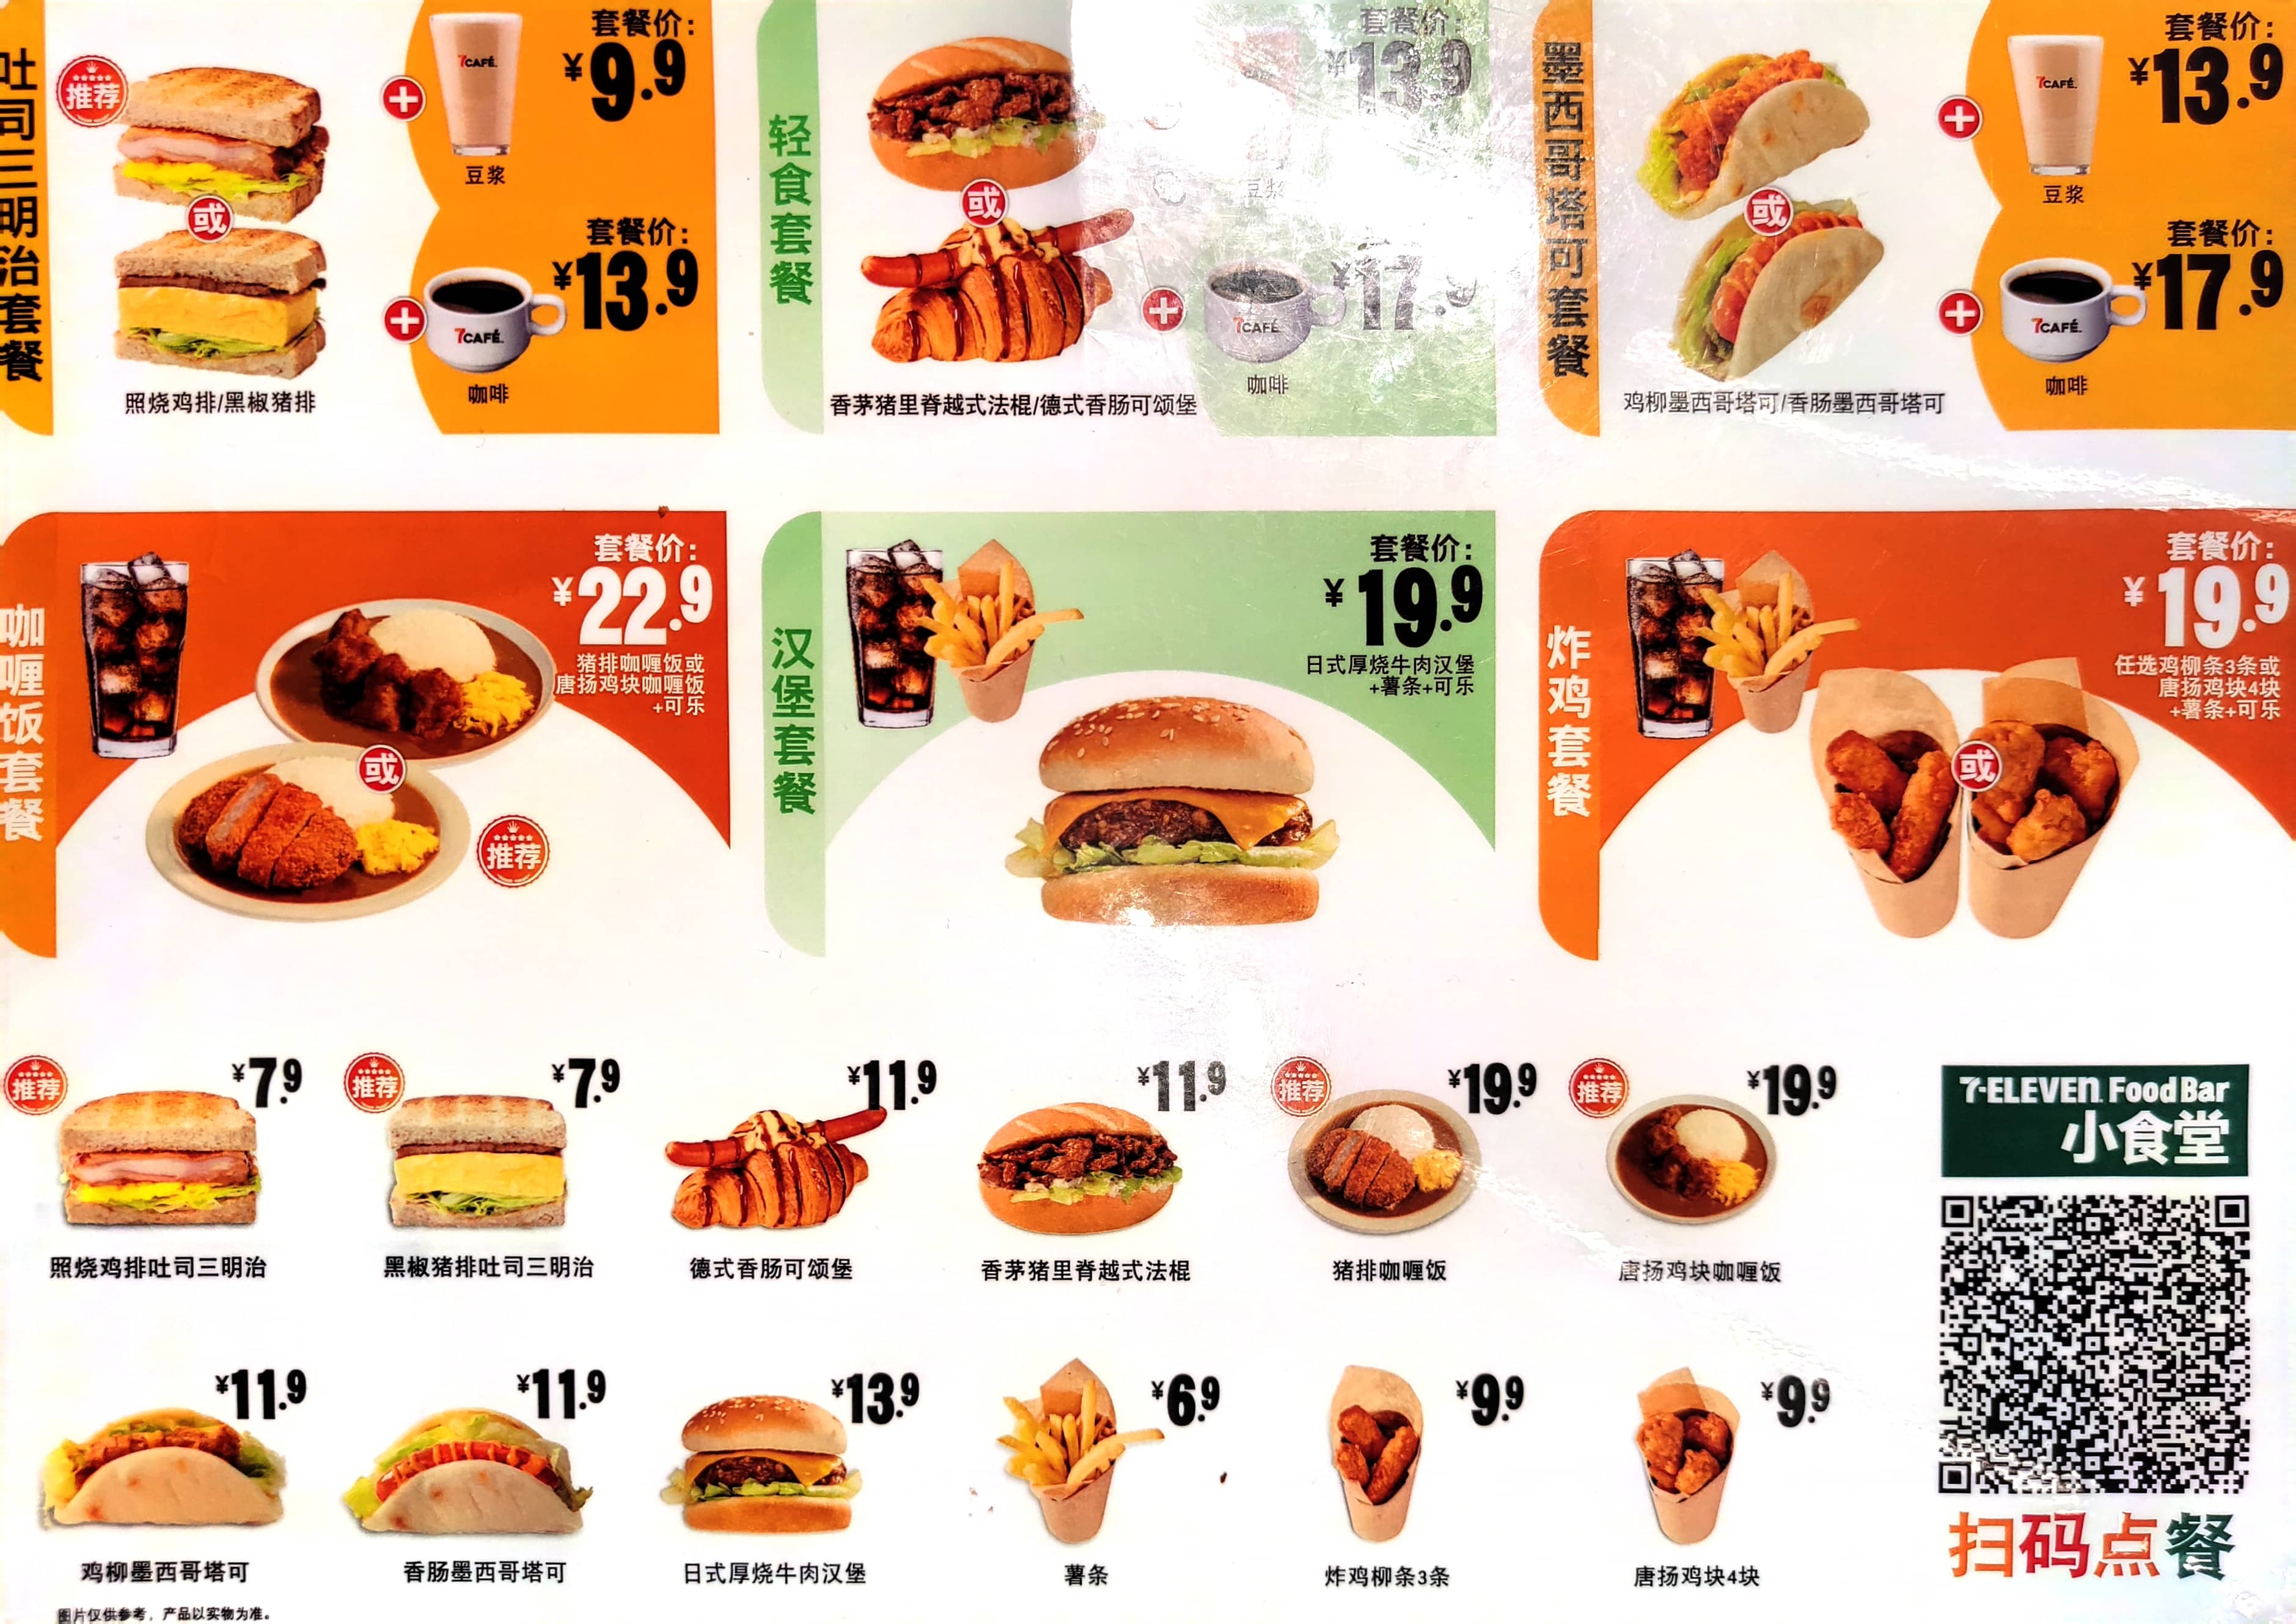 吐司三明治套餐
推荐
或
照烧鸡排/黑椒猪排
套餐价:
¥9.9
7CAFÉ.
豆浆
套餐价:
¥13.9
7CAFÉ.
咖啡
轻食套餐
或
香茅猪里脊越式法棍/德式香肠可颂堡
套餐价:
¥13.9
豆浆
¥17.9
7CAFÉ.
咖啡
墨西哥塔可套餐
或
鸡柳墨西哥塔可/香肠墨西哥塔可
套餐价:
¥13.9
7CAFÉ.
豆浆
套餐价:
¥17.9
7CAFÉ.
咖啡
咖喱饭套餐
套餐价:
¥22.9
猪排咖喱饭或
唐扬鸡块咖喱饭
+可乐
或
推荐
汉堡套餐
套餐价:
¥19.9
日式厚烧牛肉汉堡
+薯条+可乐
炸鸡套餐
套餐价:
¥19.9
任选鸡柳条3条或
唐扬鸡块4块
+薯条+可乐
或
推荐
¥7.9
照烧鸡排吐司三明治
推荐
¥7.9
黑椒猪排吐司三明治
¥11.9
德式香肠可颂堡
¥11.9
香茅猪里脊越式法棍
推荐
¥19.9
猪排咖喱饭
推荐
¥19.9
唐扬鸡块咖喱饭
¥11.9
鸡柳墨西哥塔可
¥11.9
香肠墨西哥塔可
¥13.9
日式厚烧牛肉汉堡
¥6.9
薯条
¥9.9
炸鸡柳条3条
¥9.9
唐扬鸡块4块
7-ELEVEN FoodBar
小食堂
扫码点餐
图片仅供参考，产品以实物为准。